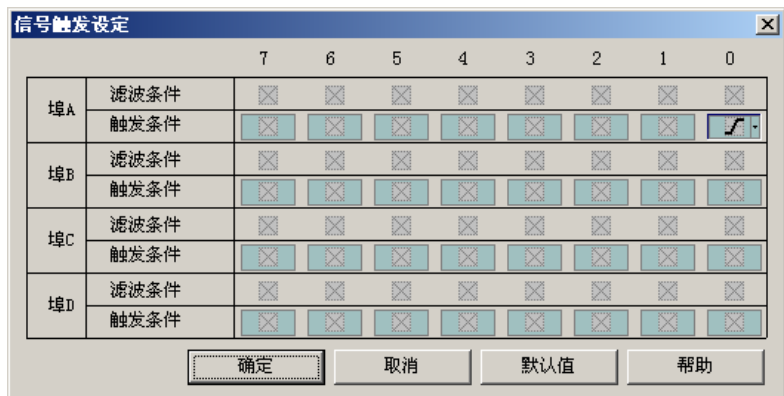 信号触发设定
7 6 5 4 3 2 1 0
埠A
滤波条件
触发条件
埠B
滤波条件
触发条件
埠C
滤波条件
触发条件
埠D
滤波条件
触发条件
确定 取消 默认值 帮助